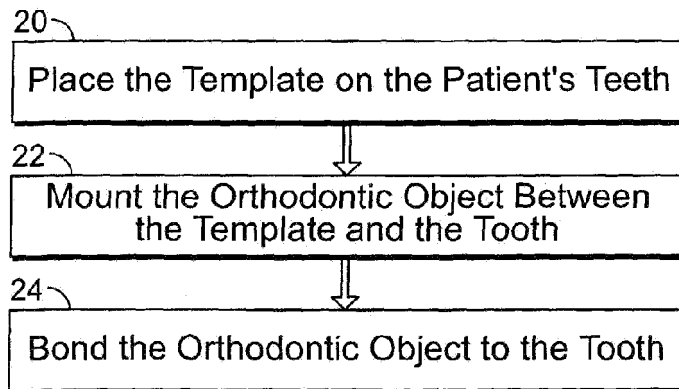 20
Place the Template on the Patient's Teeth
22
Mount the Orthodontic Object Between
the Template and the Tooth
24
Bond the Orthodontic Object to the Tooth